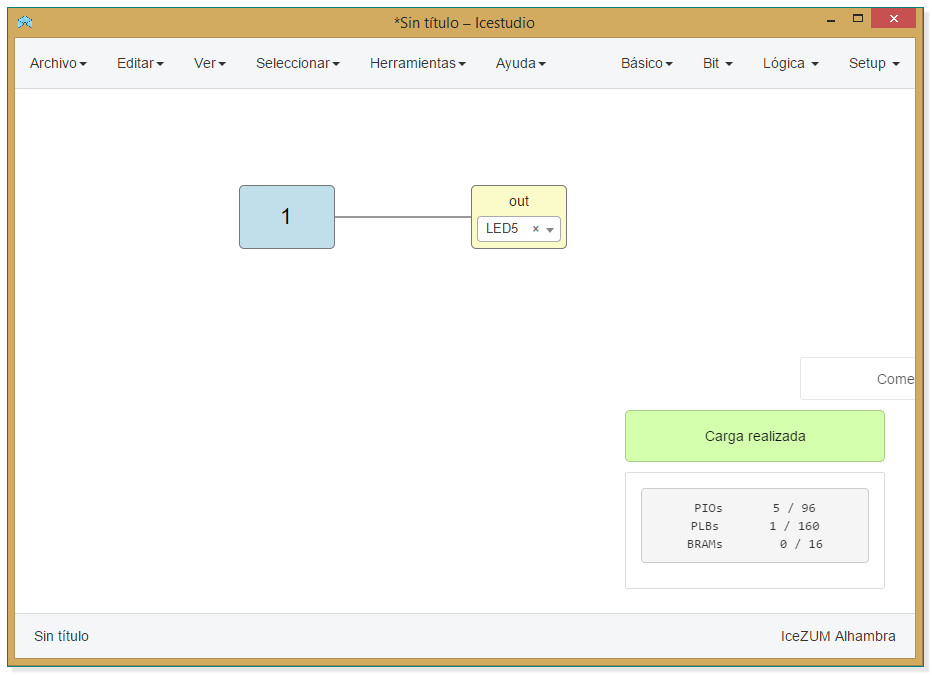 *Sin título – Icestudio
Archivo Editar Ver Seleccionar Herramientas Ayuda Básico Bit Lógica Setup
1
out
LED5 ×
Come
Carga realizada
PIOs 5 / 96
PLBs 1 / 160
BRAMs 0 / 16
Sin título IceZUM Alhambra